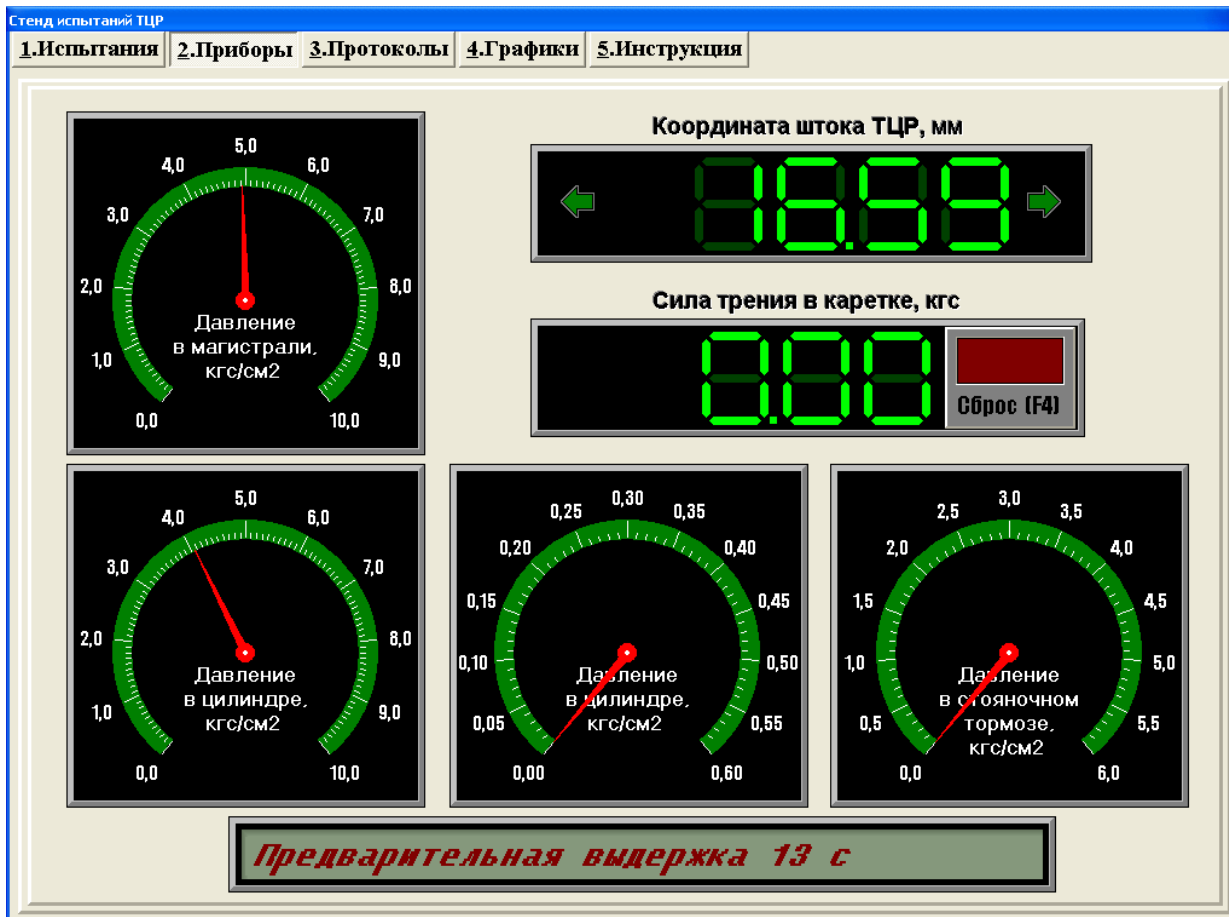 Стенд испытаний ТЦР
1.Испытания 2.Приборы 3.Протоколы 4.Графики 5.Инструкция
Координата штока ТЦР, мм
16.59
Сила трения в каретке, кгс
0.00
Сброс (F4)
0,0
1,0
2,0
3,0
4,0
5,0
6,0
7,0
8,0
9,0
10,0
Давление
в магистрали,
кгс/см2
0,0
1,0
2,0
3,0
4,0
5,0
6,0
7,0
8,0
9,0
10,0
Давление
в цилиндре,
кгс/см2
0,00
0,05
0,10
0,15
0,20
0,25
0,30
0,35
0,40
0,45
0,50
0,55
0,60
Давление
в цилиндре,
кгс/см2
0,0
0,5
1,0
1,5
2,0
2,5
3,0
3,5
4,0
4,5
5,0
5,5
6,0
Давление
в стояночном
тормозе,
кгс/см2
Предварительная выдержка 13 с